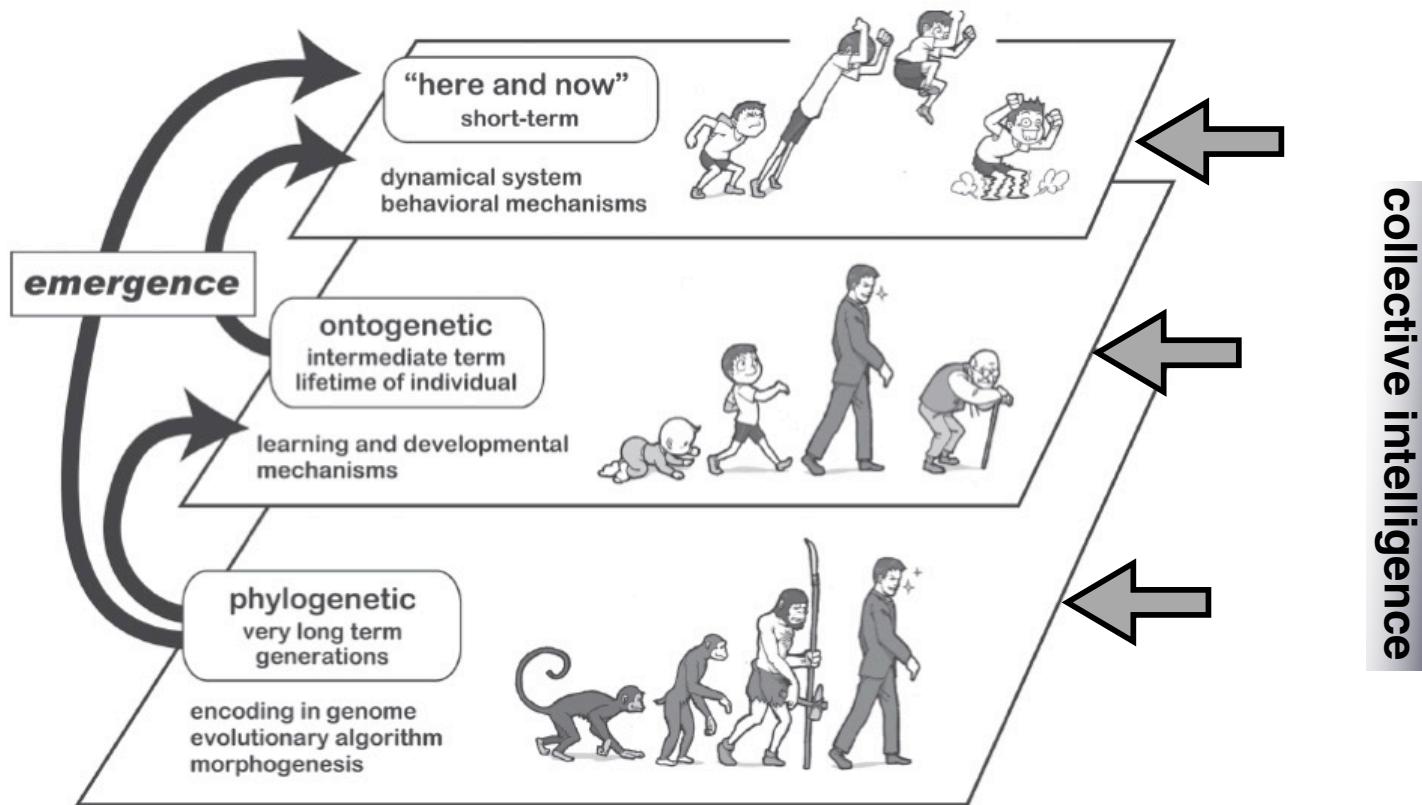 “here and now”
short-term
dynamical system
behavioral mechanisms
emergence
ontogenetic
intermediate term
lifetime of individual
learning and developmental
mechanisms
phylogenetic
very long term
generations
encoding in genome
evolutionary algorithm
morphogenesis
collective intelligence